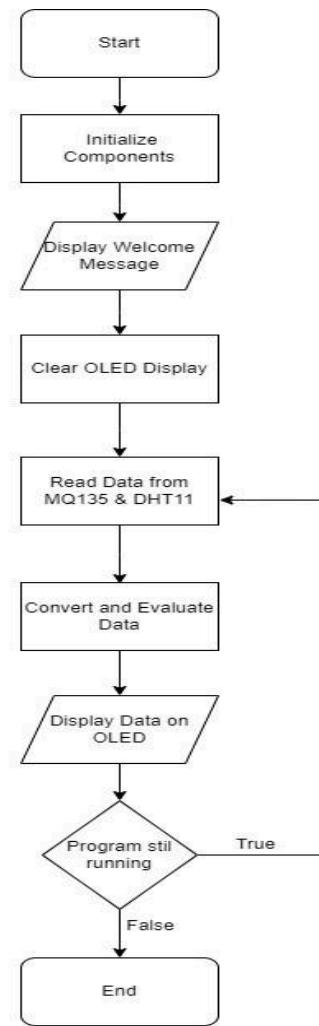 Start
Initialize
Components
Display Welcome
Message
Clear OLED Display
Read Data from
MQ135 & DHT11
Convert and Evaluate
Data
Display Data on
OLED
Program stil
running
True
False
End